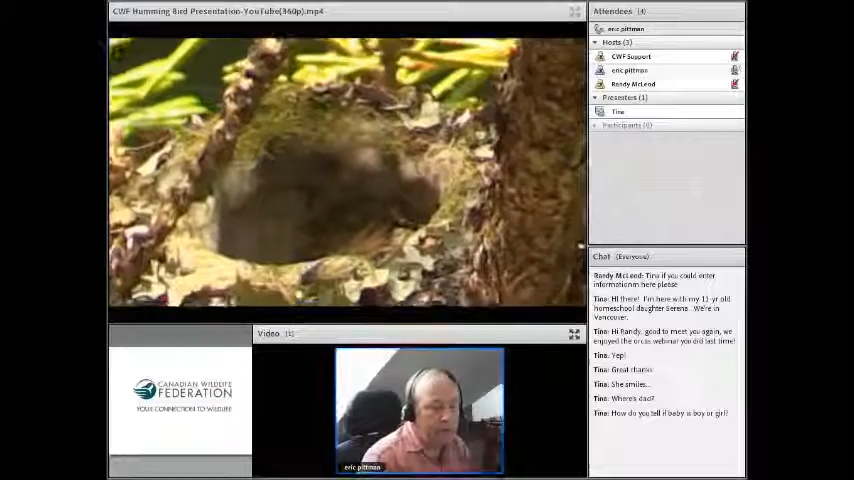 CWF Humming Bird Presentation-YouTube(360p).mp4
Attendees (4)
eric pittman
Hosts (3)
CWF Support
eric pittman
Randy McLeod
Presenters (1)
Tina
Participants (0)
Chat (Everyone)
Randy McLeod: Tina if you could enter
informationm here please
Tina: HI there! I'm here with my 11-yr old
homeschool daughter Serena. We're in
Vancouver.
Tina: Hi Randy, good to meet you again, we
enjoyed the orcas webinar you did last time!
Tina: Yep!
Tina: Great thanks
Tina: She smiles...
Tina: Where's dad?
Tina: How do you tell if baby is boy or girl?
Video (1)
CANADIAN WILDLIFE
FEDERATION
YOUR CONNECTION TO WILDLIFE
eric pittman